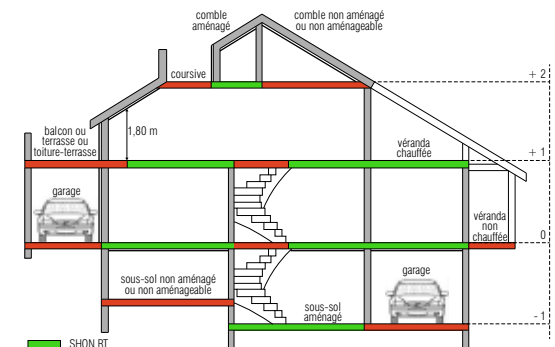 comble
aménagé
comble non aménagé
ou non aménageable
coursive
+ 2
balcon ou
terrasse ou
toiture-terrasse
1,80 m
véranda
chauffée
+ 1
garage
véranda
non
chauffée
0
sous-sol non aménagé
ou non aménageable
sous-sol
aménagé
garage
- 1
SHON RT